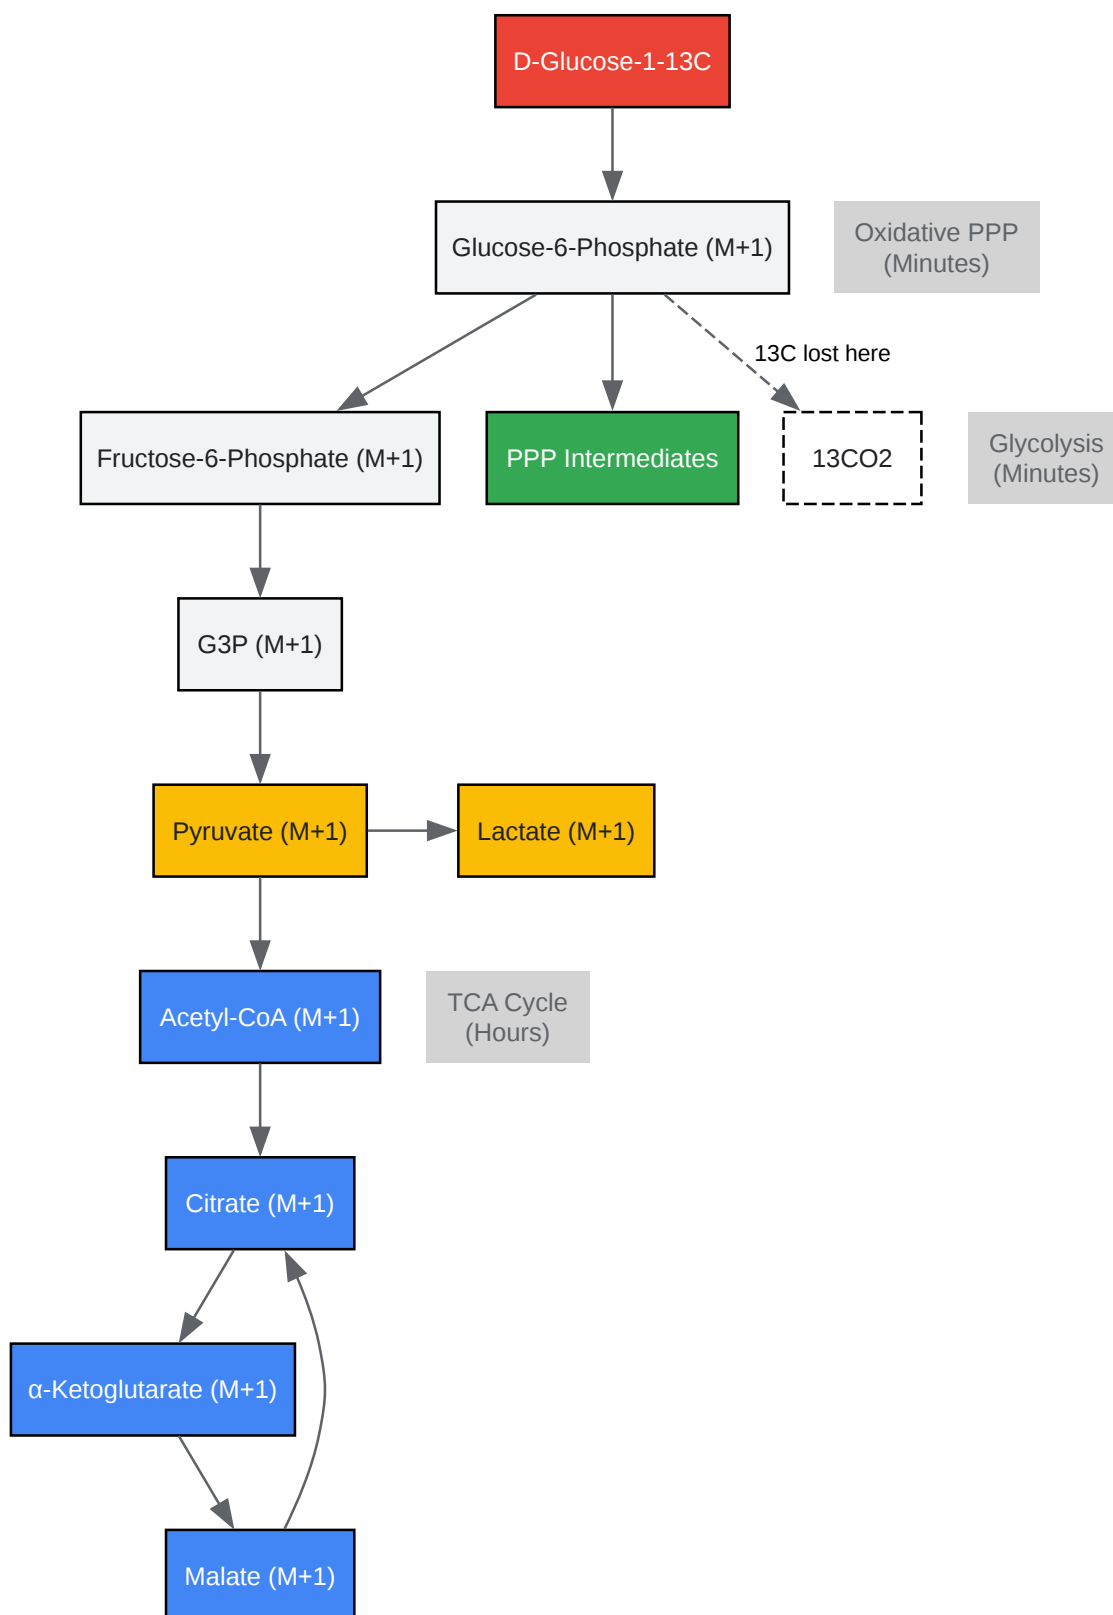 D-Glucose-1-13C
Glucose-6-Phosphate (M+1)
Oxidative PPP
(Minutes)
13C lost here
Fructose-6-Phosphate (M+1)
PPP Intermediates
13CO2
Glycolysis
(Minutes)
G3P (M+1)
Pyruvate (M+1)
Lactate (M+1)
Acetyl-CoA (M+1)
TCA Cycle
(Hours)
Citrate (M+1)
α-Ketoglutarate (M+1)
Malate (M+1)